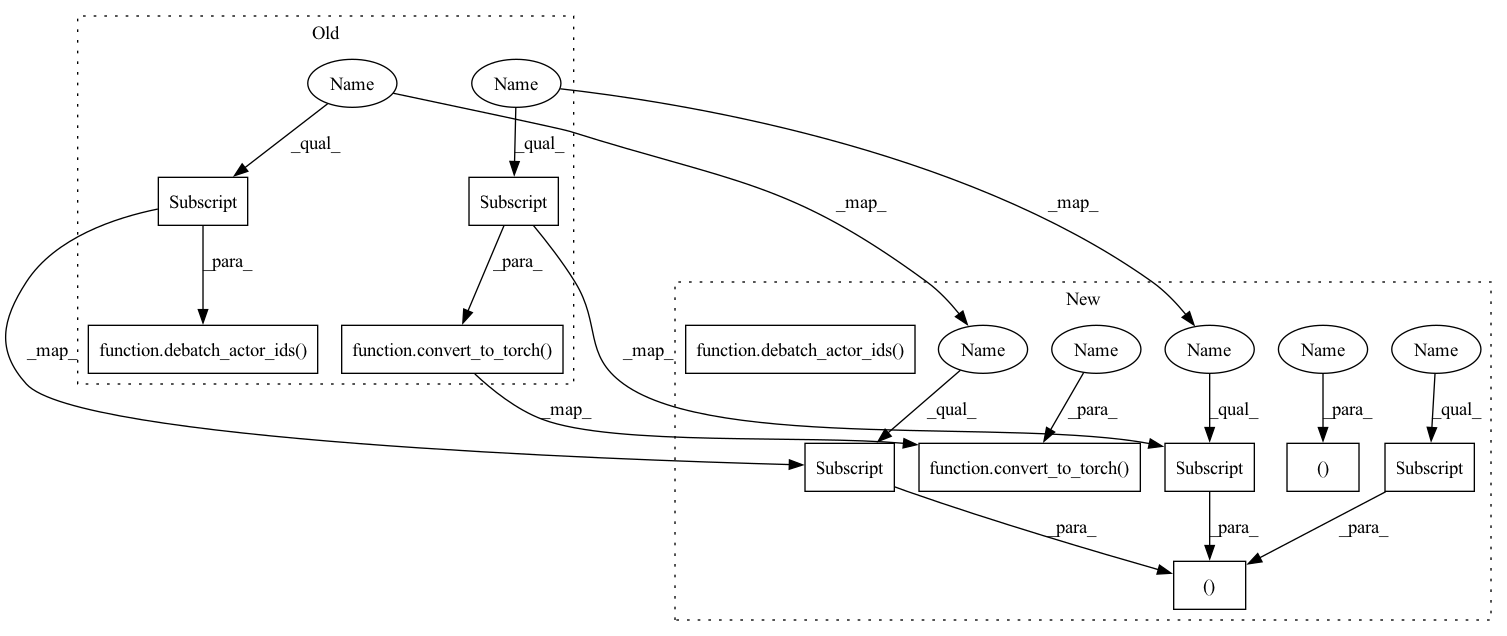 Old
Name
Name
_qual_
_qual_
Subscript
Subscript
_map_
_map_
_para_
_para_
New
function.debatch_actor_ids()
function.convert_to_torch()
function.debatch_actor_ids()
Name
Name
Name
Name
Name
_map_
_map_
_map_
_qual_
_para_
_qual_
_para_
_qual_
Subscript
function.convert_to_torch()
Subscript
()
Subscript
_para_
_para_
_para_
()